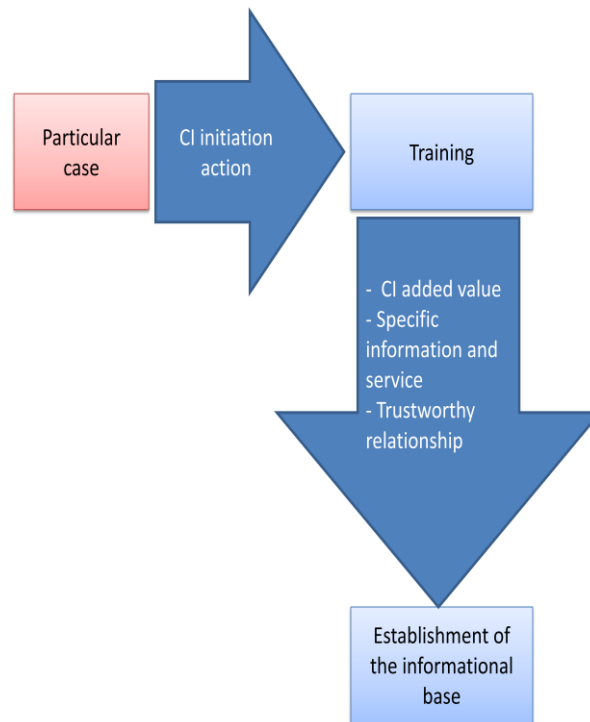 Particular
case
CI initiation
action
Training
- CI added value
- Specific
information and
service
- Trustworthy
relationship
Establishment of
the informational
base